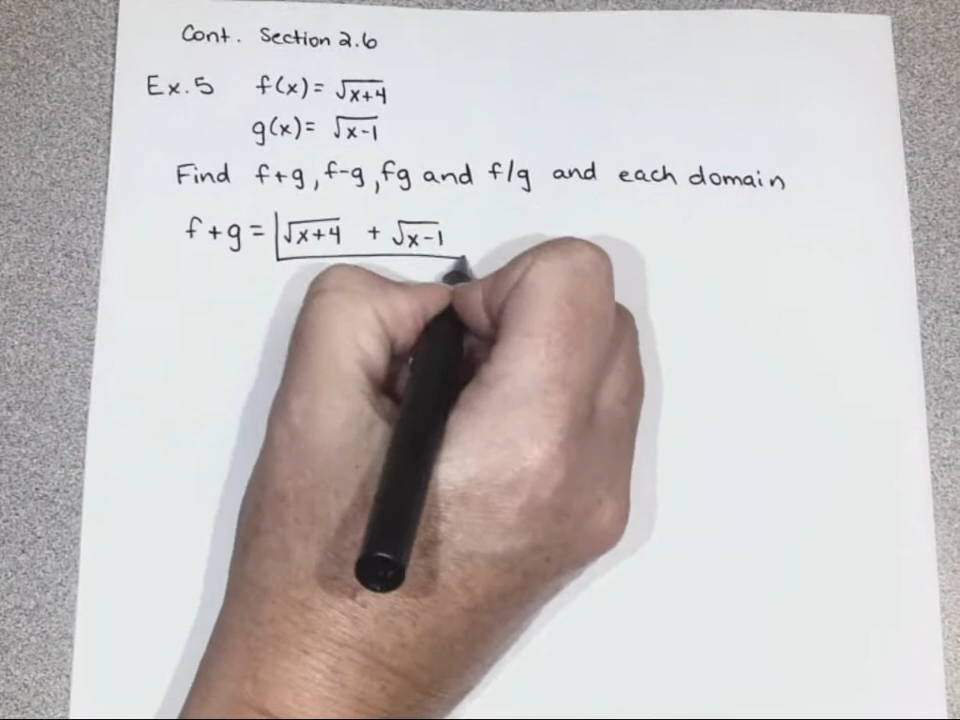 Cont. Section 2.6
Ex. 5 f(x) = √x+4
g(x) = √x-1
Find f+g, f-g, fg and f/g and each domain
f+g = √x+4 + √x-1